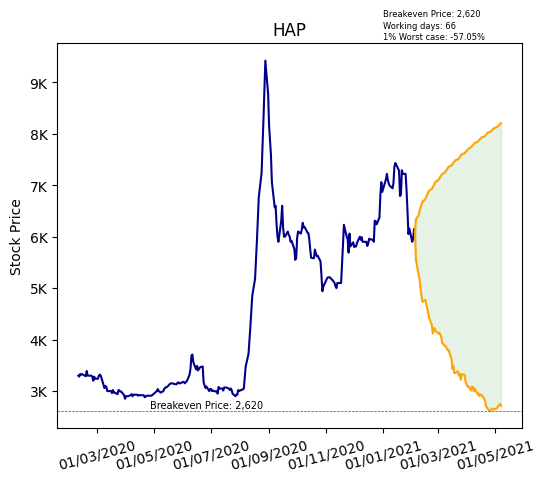 Breakeven Price: 2,620
Working days: 66
1% Worst case: -57.05%
HAP
Stock Price
9K
8K
7K
6K
5K
4K
3K
Breakeven Price: 2,620
01/03/2020
01/05/2020
01/07/2020
01/09/2020
01/11/2020
01/01/2021
01/03/2021
01/05/2021